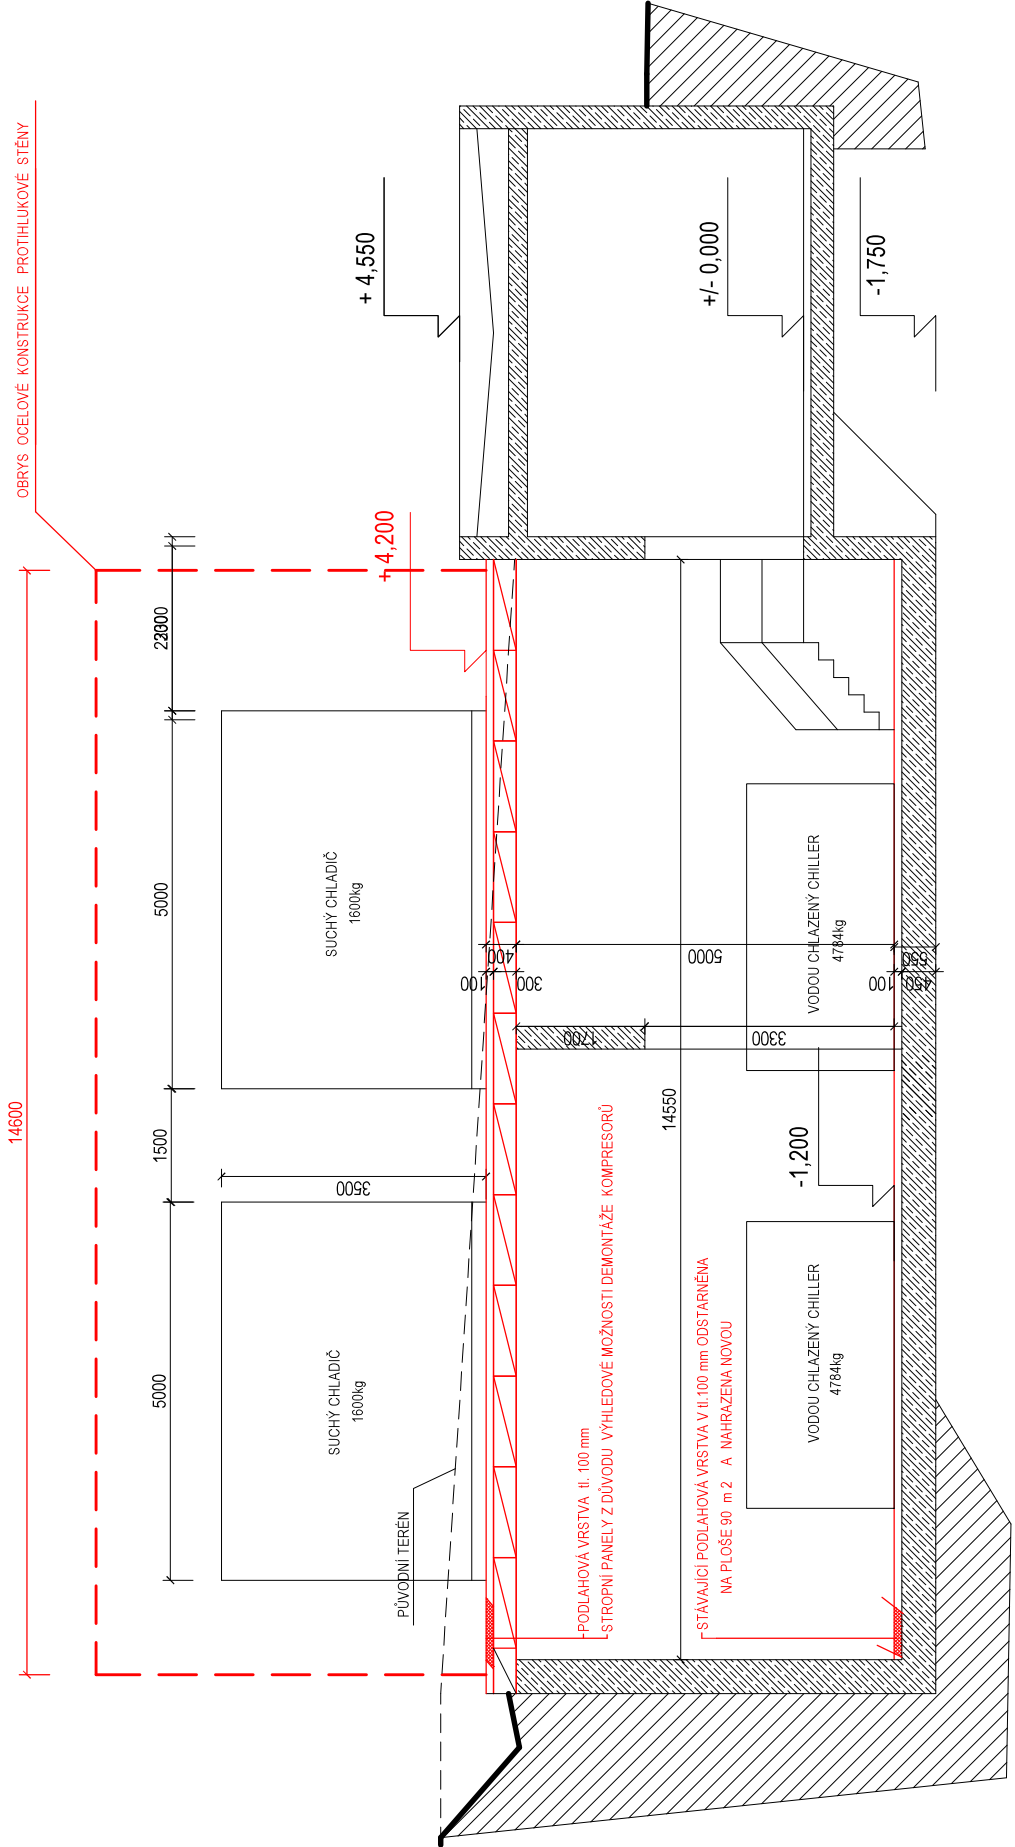 OBRYS OCELOVÉ KONSTRUKCE PROTIHLUKOVÉ STĚNY
14600
5000
1500
5000
SUCHÝ CHLADIČ
1600kg
3500
SUCHÝ CHLADIČ
1600kg
PŮVODNÍ TERÉN
+ 4,200
+ 4,550
+/- 0,000
-1,750
100
400
300
5000
100
550
450
1700
3300
14550
-1,200
PODLAHOVÁ VRSTVA tl. 100 mm
STROPNÍ PANELY Z DŮVODU VÝHLEDOVÉ MOŽNOSTI DEMONTÁŽE KOMPRESORŮ
STÁVAJÍCÍ PODLAHOVÁ VRSTVA V tl.100 mm ODSTARNĚNA
NA PLOŠE 90 m 2 A NAHRAZENA NOVOU
VODOU CHLAZENÝ CHILLER
4784kg
VODOU CHLAZENÝ CHILLER
4784kg